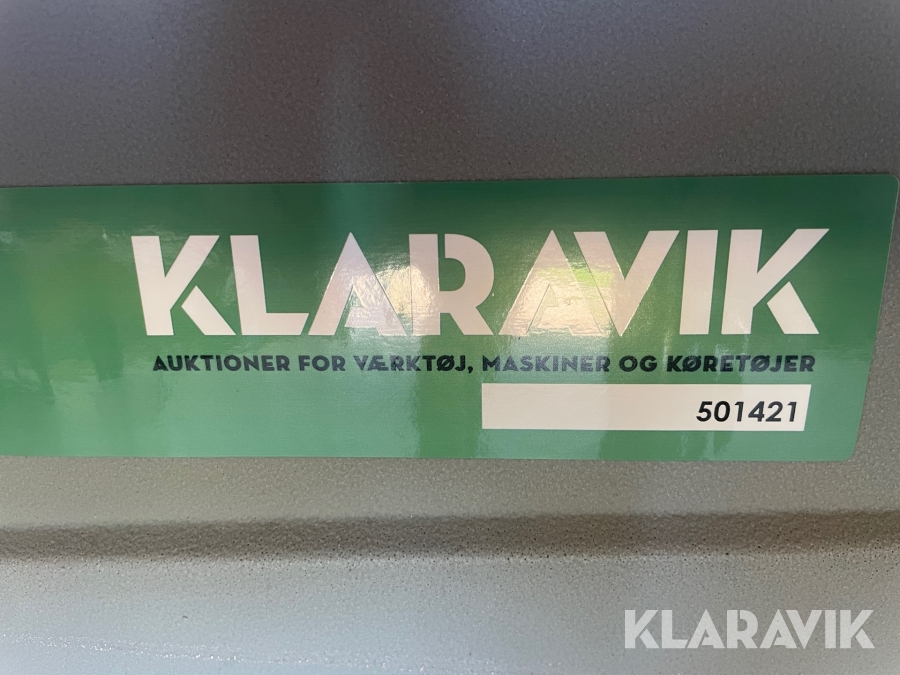 KLARAVIK
AUKTIONER FOR VÆRKTØJ, MASKINER OG KØRETØJER
501421
KLARAVIK